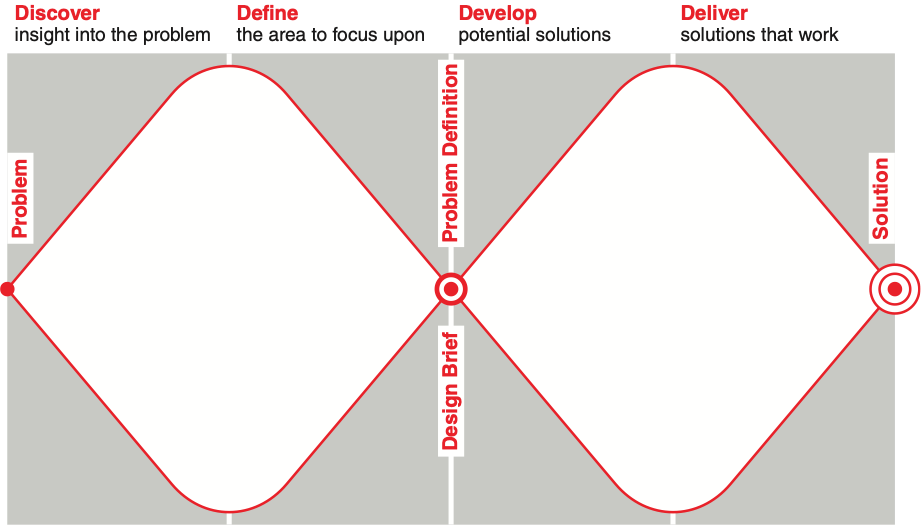 Discover
insight into the problem
Define
the area to focus upon
Develop
potential solutions
Deliver
solutions that work
Problem
Problem Definition
Design Brief
Solution